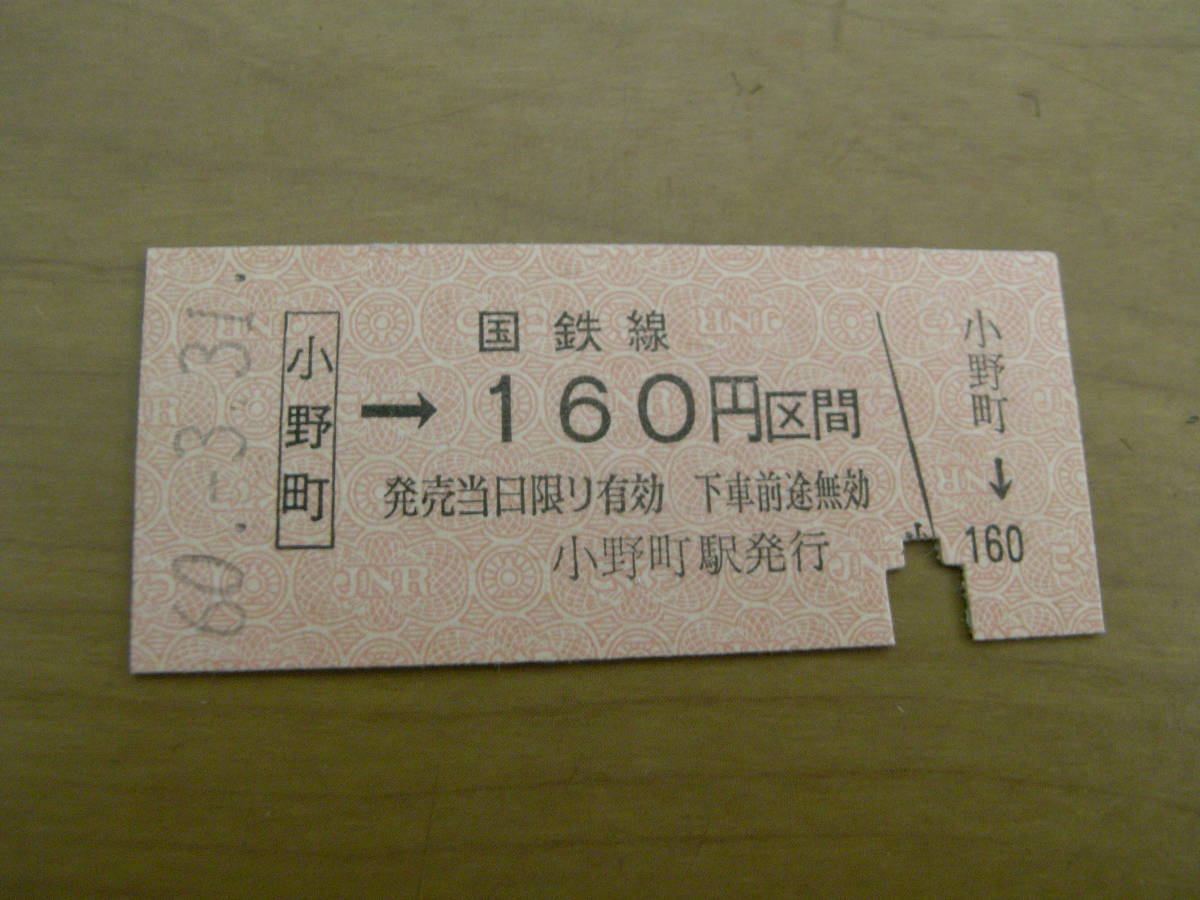 60.-3.31.
小野町
国鉄線
→160円区間
発売当日限り有効 下車前途無効
小野町駅発行
小野町
↓
160